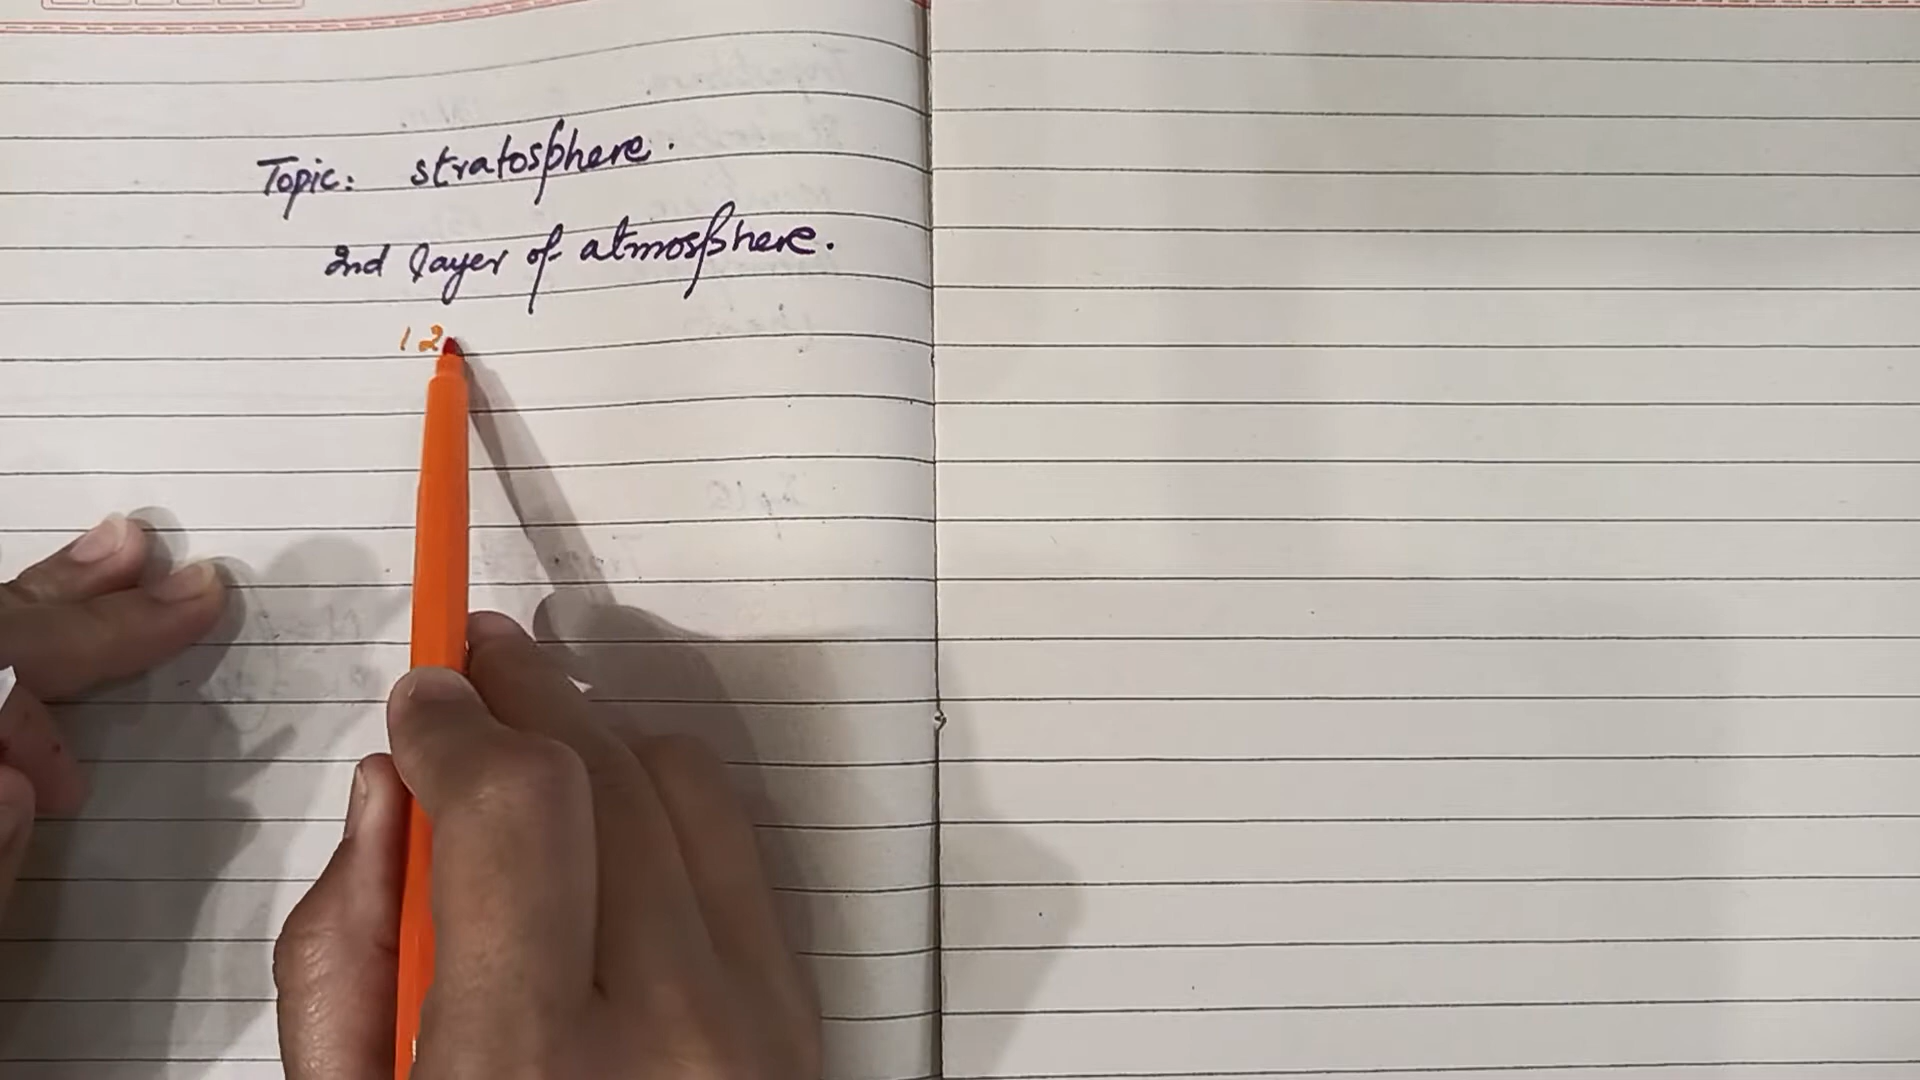 Topic: stratosphere.
2nd layer of atmosphere.
12